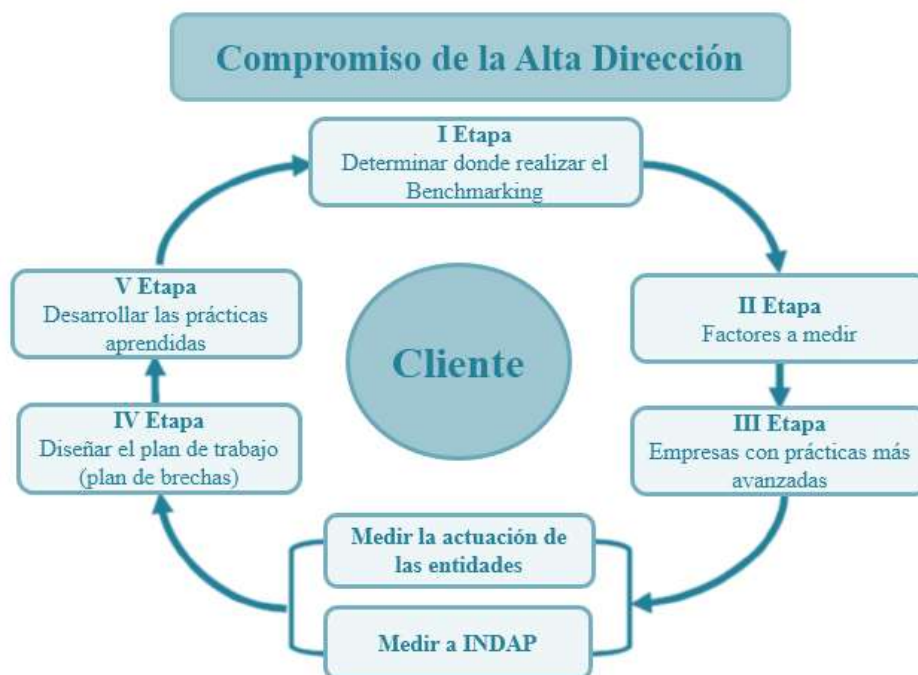 Compromiso de la Alta Dirección
I Etapa
Determinar donde realizar el
Benchmarking
II Etapa
Factores a medir
III Etapa
Empresas con prácticas más
avanzadas
Medir la actuación de
las entidades
Medir a INDAP
IV Etapa
Diseñar el plan de trabajo
(plan de brechas)
V Etapa
Desarrollar las prácticas
aprendidas
Cliente